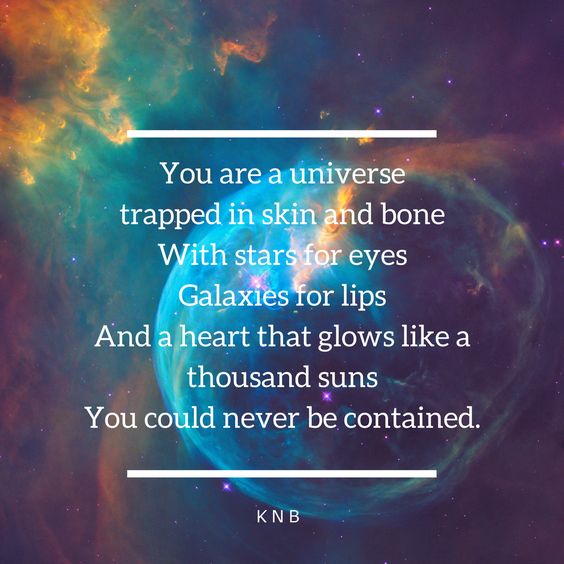 You are a universe
trapped in skin and bone
With stars for eyes
Galaxies for lips
And a heart that glows like a
thousand suns
You could never be contained.
KNB